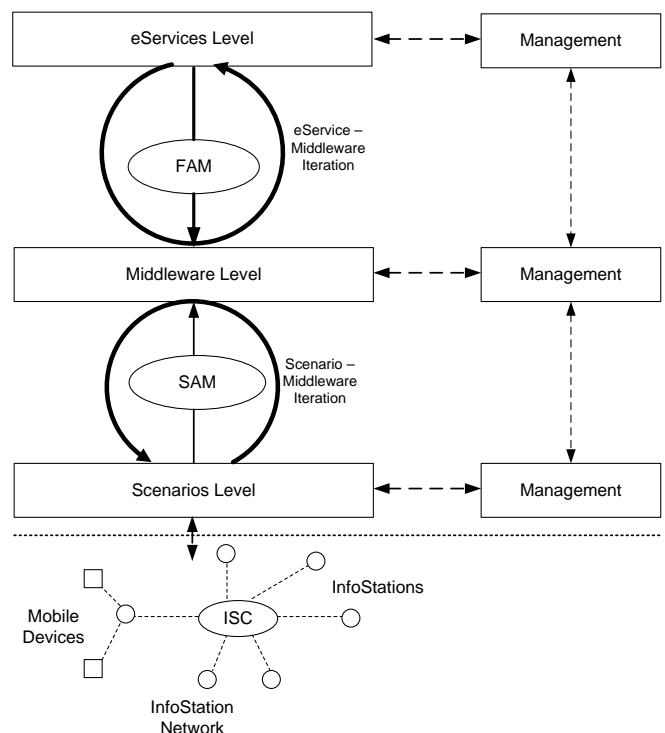 eServices Level
Management
eService –
Middleware
Iteration
FAM
Middleware Level
Management
Scenario –
Middleware
Iteration
SAM
Scenarios Level
Management
InfoStations
Mobile
Devices
ISC
InfoStation
Network